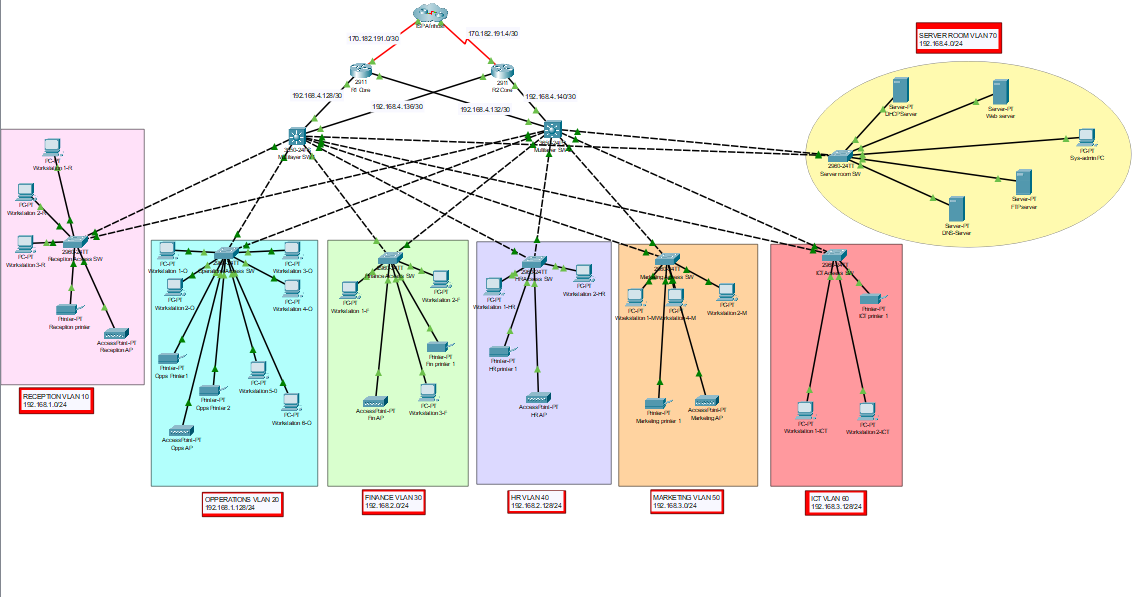 170.182.191.0/30
170.182.191.4/30
SERVER ROOM VLAN 70
192.168.4.0/24
2911
R1 Core
2911
R2 Core
192.168.4.128/30
192.168.4.136/30
192.168.4.132/30
192.168.4.140/30
Multilayer SW
Multilayer SW
Server-PT
DHCP Server
Server-PT
Web server
PC-PT
Sys-admin PC
2960-24TT
Server room SW
Server-PT
FTP server
Server-PT
DNS-Server
PC-PT
Workstation 1-R
PC-PT
Workstation 2-R
PC-PT
Workstation 3-R
2960-24TT
Reception Access SW
Printer-PT
Reception printer
AccessPoint-PT
Reception AP
RECEPTION VLAN 10
192.168.1.0/24
PC-PT
Workstation 1-O
2960-24TT
Operations Access SW
PC-PT
Workstation 3-O
PC-PT
Workstation 2-O
PC-PT
Workstation 4-O
Printer-PT
Opps Printer1
PC-PT
Workstation 5-0
Printer-PT
Opps Printer 2
PC-PT
Workstation 6-O
AccessPoint-PT
Opps AP
OPPERATIONS VLAN 20
192.168.1.128/24
2960-24TT
Finance Access SW
PC-PT
Workstation 1-F
PC-PT
Workstation 2-F
Printer-PT
Fin printer 1
AccessPoint-PT
Fin AP
PC-PT
Workstation 3-F
FINANCE VLAN 30
192.168.2.0/24
2960-24TT
HR Access SW
PC-PT
Workstation 1-HR
PC-PT
Workstation 2-HR
Printer-PT
HR printer 1
AccessPoint-PT
HR AP
HR VLAN 40
192.168.2.128/24
2960-24TT
Marketing Access SW
PC-PT
Workstation 1-M
PC-PT
Workstation 4-M
PC-PT
Workstation 2-M
Printer-PT
Marketing printer 1
AccessPoint-PT
Marketing AP
MARKETING VLAN 50
192.168.3.0/24
2960-24TT
ICT Access SW
Printer-PT
ICT printer 1
PC-PT
Workstation 1-ICT
PC-PT
Workstation 2-ICT
ICT VLAN 60
192.168.3.128/24